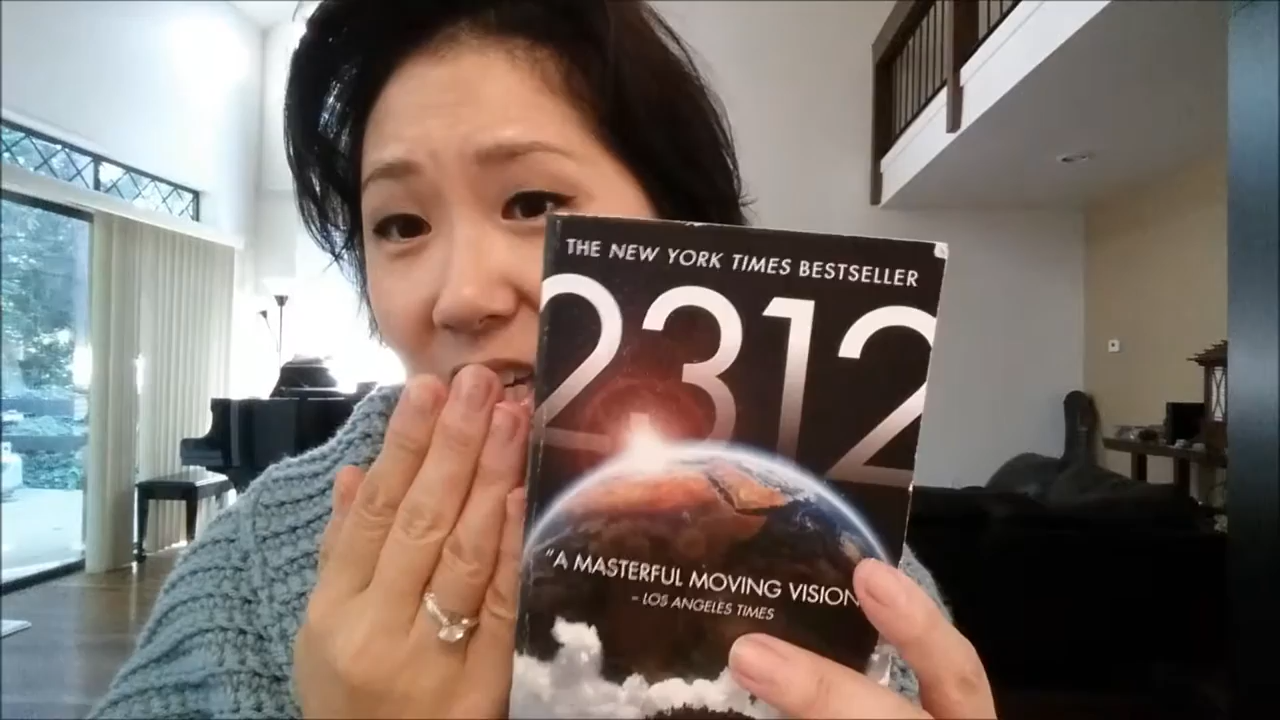 THE NEW YORK TIMES BESTSELLER
2312
"A MASTERFUL MOVING VISION
– LOS ANGELES TIMES